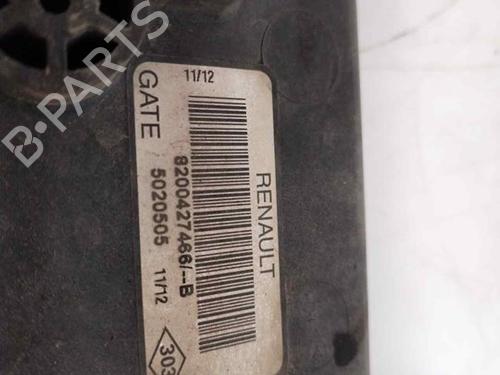 11/12
RENAULT
8200427466/--B
GATE
5020505 11/12
303
B-PARTS